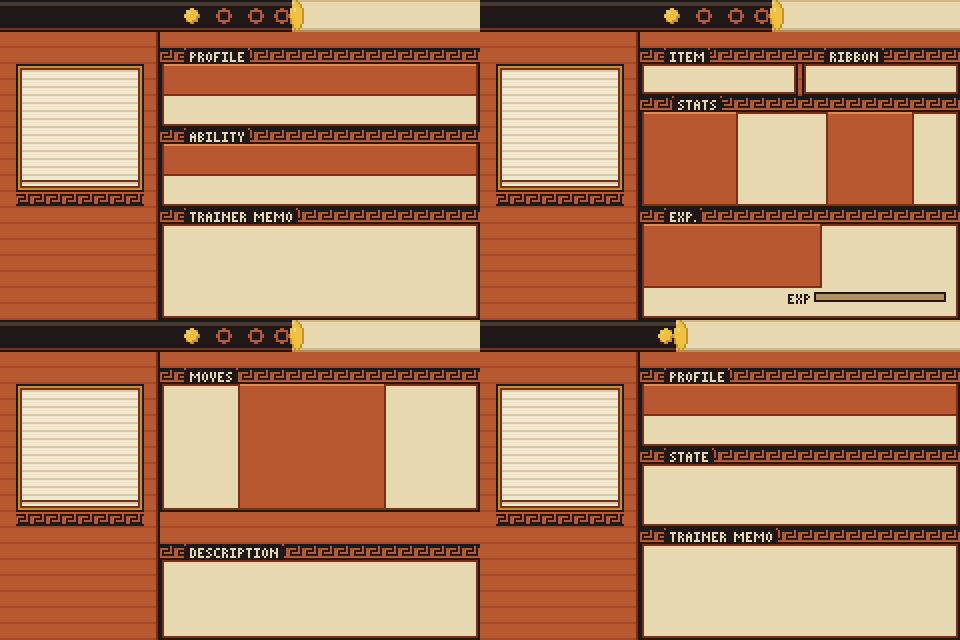 PROFILE
ABILITY
TRAINER MEMO
ITEM
RIBBON
STATS
EXP.
EXP
MOVES
DESCRIPTION
PROFILE
STATE
TRAINER MEMO